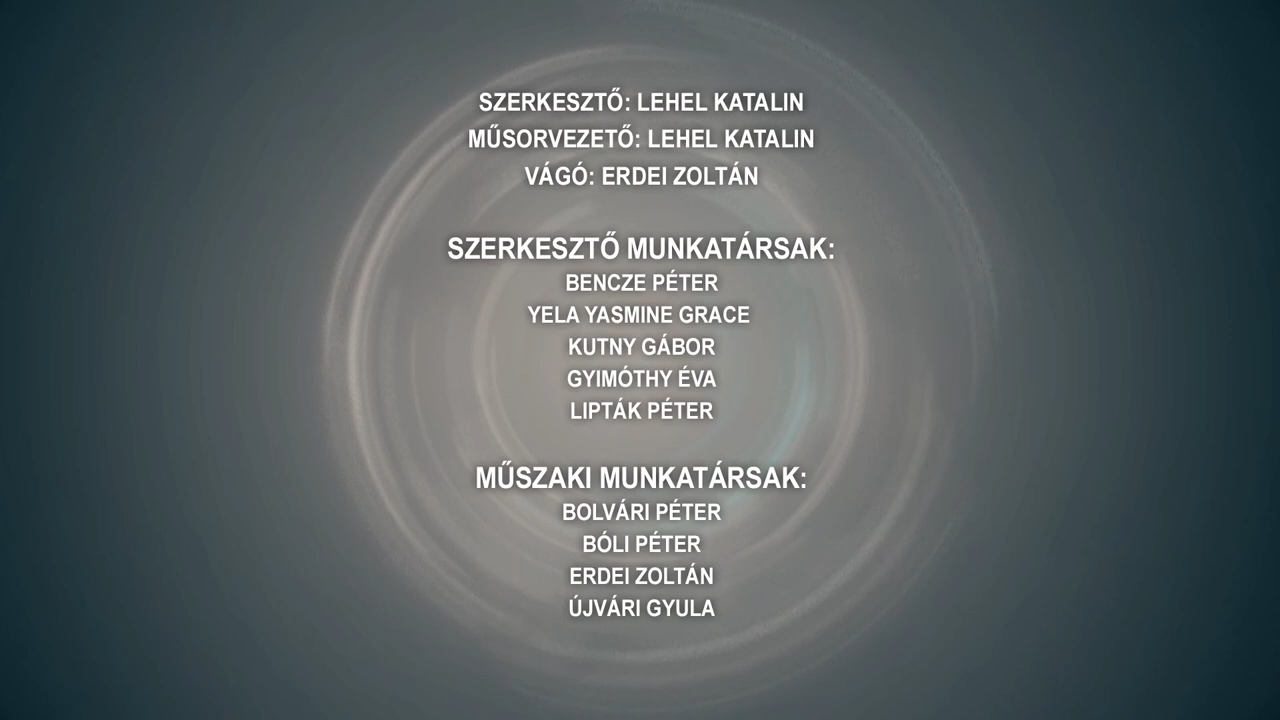 SZERKESZTŐ: LEHEL KATALIN
MŰSORVEZETŐ: LEHEL KATALIN
VÁGÓ: ERDEI ZOLTÁN
SZERKESZTŐ MUNKATÁRSAK:
BENCZE PÉTER
YELA YASMINE GRACE
KUTNY GÁBOR
GYIMÓTHY ÉVA
LIPTÁK PÉTER
MŰSZAKI MUNKATÁRSAK:
BOLVÁRI PÉTER
BÓLI PÉTER
ERDEI ZOLTÁN
ÚJVÁRI GYULA